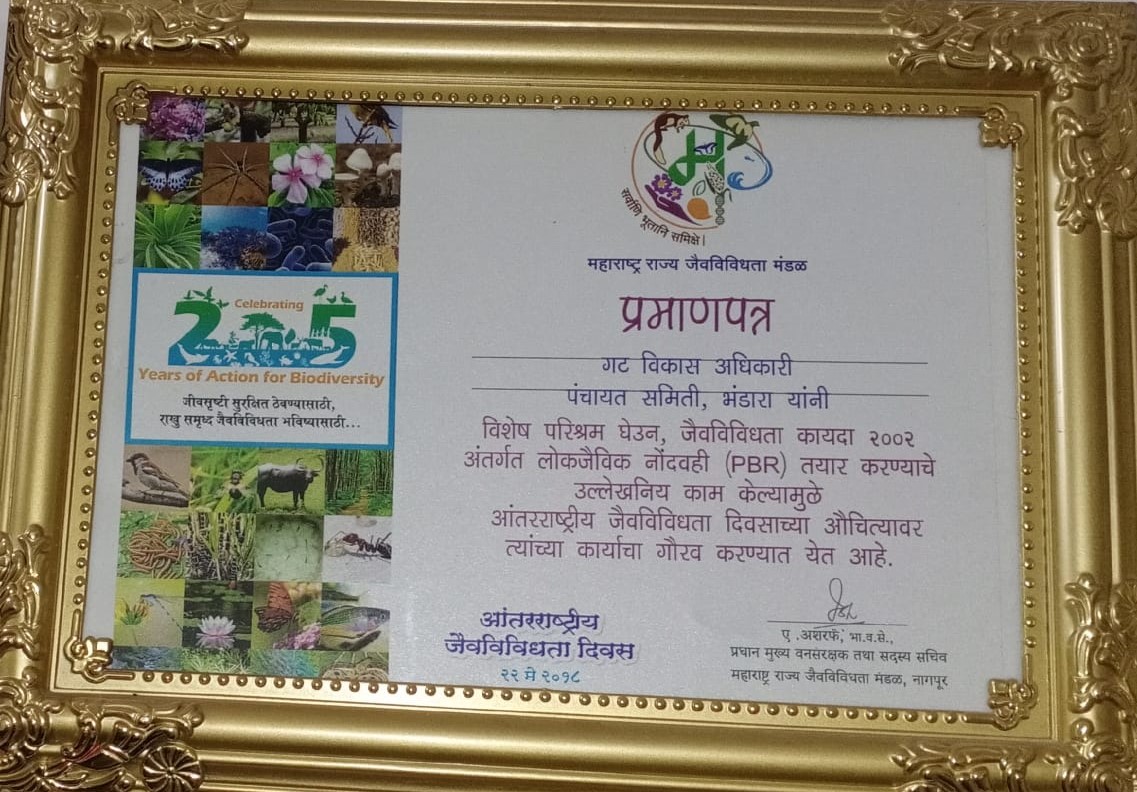 सर्वाणि भूतानि समिक्षे।
महाराष्ट्र राज्य जैवविविधता मंडळ
प्रमाणपत्र
गट विकास अधिकारी
पंचायत समिती, भंडारा यांनी
विशेष परिश्रम घेउन, जैवविविधता कायदा २००२
अंतर्गत लोकजैविक नोंदवही (PBR) तयार करण्याचे
उल्लेखनिय काम केल्यामुळे
आंतरराष्ट्रीय जैवविविधता दिवसाच्या औचित्यावर
त्यांच्या कार्याचा गौरव करण्यात येत आहे.
Celebrating
25
Years of Action for Biodiversity
जीवसृष्टी सुरक्षित ठेवण्यासाठी,
राखु समृध्द जैवविविधता भविष्यासाठी...
आंतरराष्ट्रीय
जैवविविधता दिवस
२२ मे २०१८
ए .अशरफ, भा.व.से.,
प्रधान मुख्य वनसंरक्षक तथा सदस्य सचिव
महाराष्ट्र राज्य जैवविविधता मंडळ, नागपूर